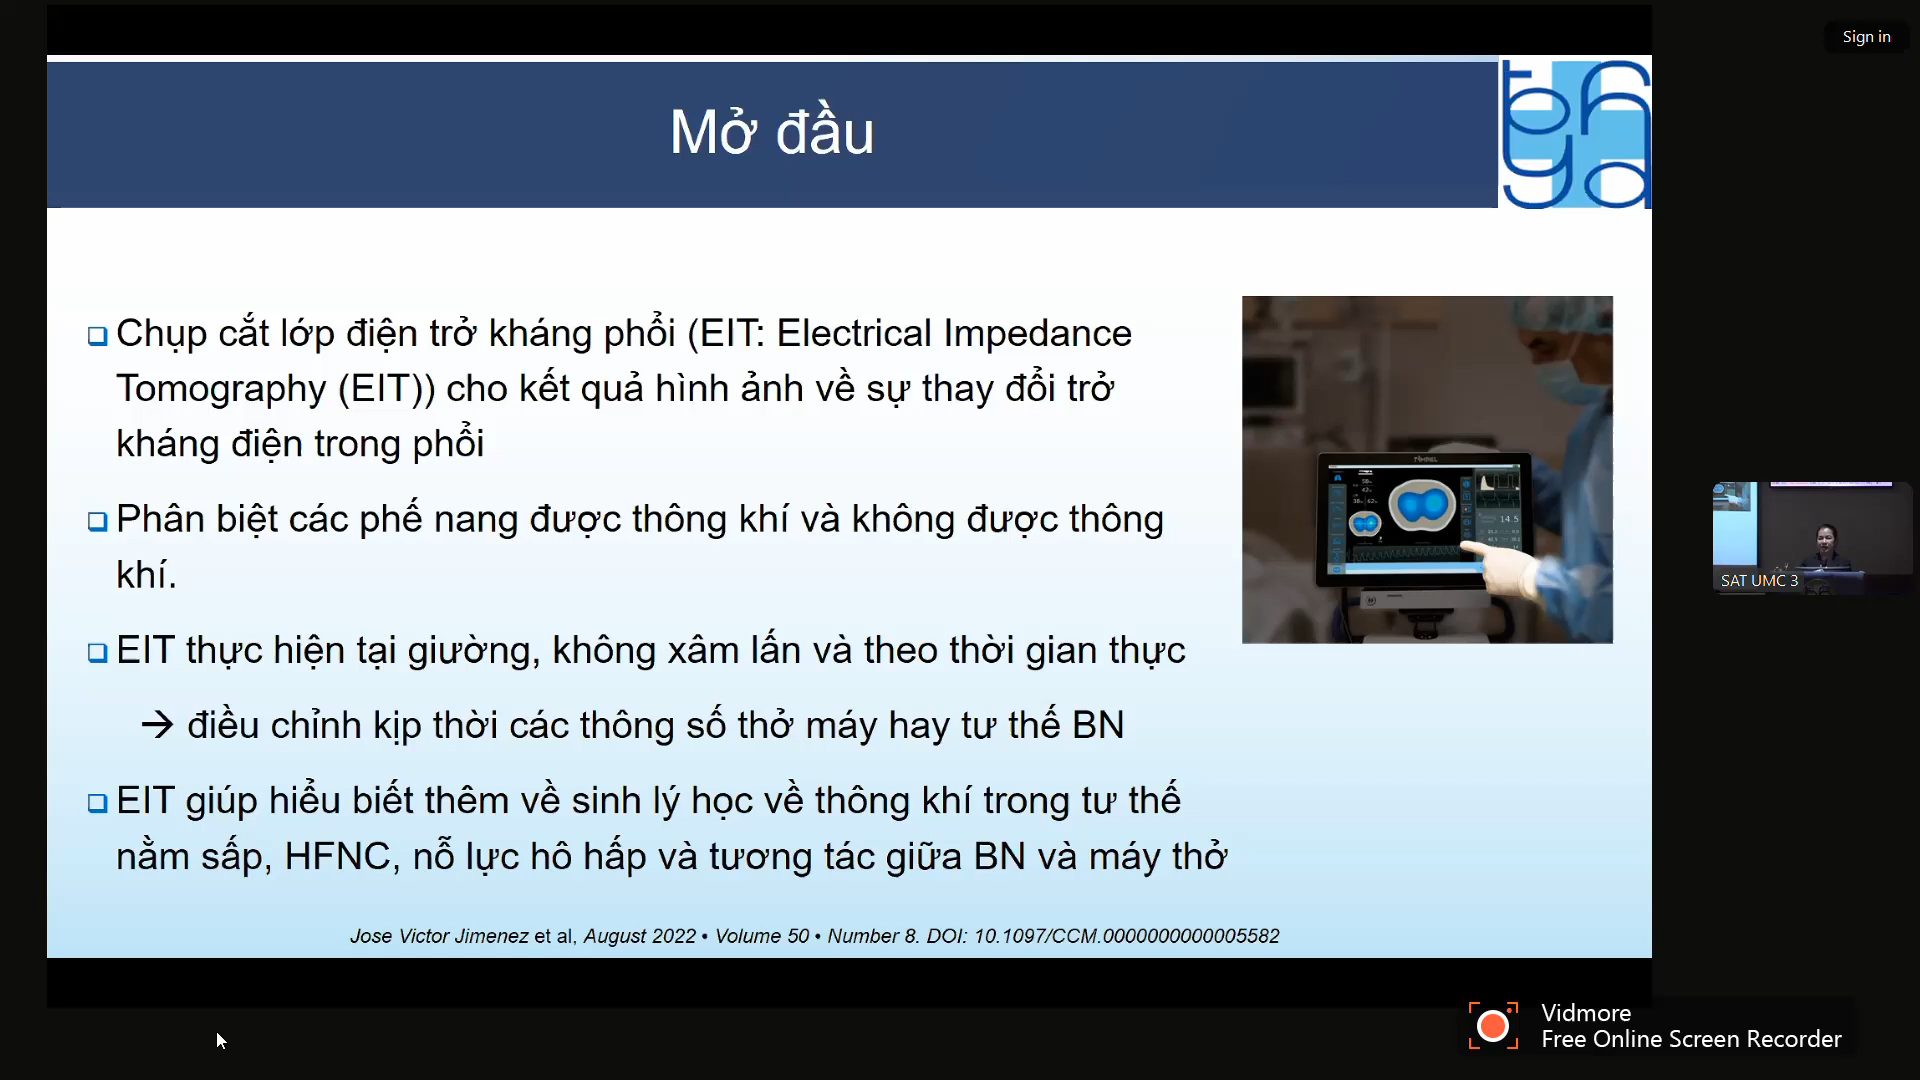 Sign in
Mở đầu
Chụp cắt lớp điện trở kháng phổi (EIT: Electrical Impedance
Tomography (EIT)) cho kết quả hình ảnh về sự thay đổi trở
kháng điện trong phổi
Phân biệt các phế nang được thông khí và không được thông
khí.
EIT thực hiện tại giường, không xâm lấn và theo thời gian thực
→ điều chỉnh kịp thời các thông số thở máy hay tư thế BN
EIT giúp hiểu biết thêm về sinh lý học về thông khí trong tư thế
nằm sấp, HFNC, nỗ lực hô hấp và tương tác giữa BN và máy thở
TIMPEL
14.5
Jose Victor Jimenez et al, August 2022 • Volume 50 • Number 8. DOI: 10.1097/CCM.0000000000005582
SAT UMC 3
Vidmore
Free Online Screen Recorder